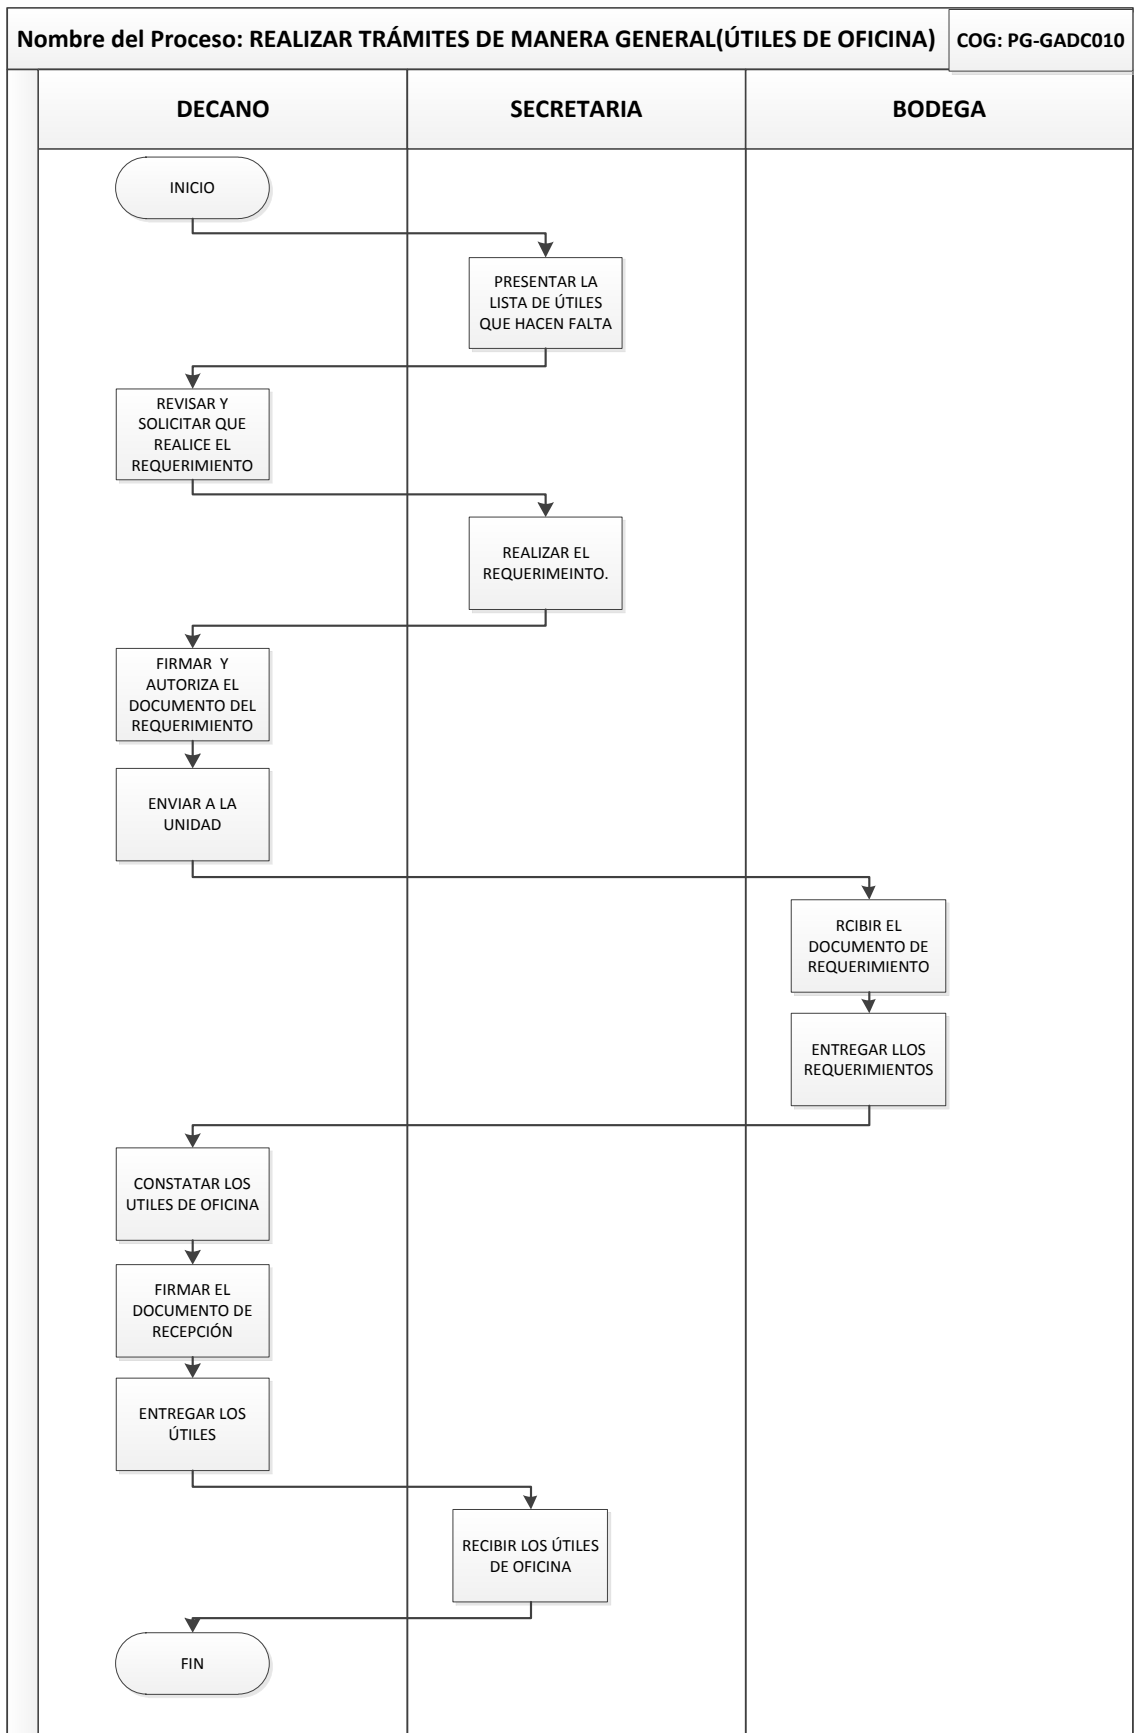 Nombre del Proceso: REALIZAR TRÁMITES DE MANERA GENERAL(ÚTILES DE OFICINA)
COG: PG-GADC010
DECANO
SECRETARIA
BODEGA
INICIO
PRESENTAR LA
LISTA DE ÚTILES
QUE HACEN FALTA
REVISAR Y
SOLICITAR QUE
REALICE EL
REQUERIMIENTO
REALIZAR EL
REQUERIMEINTO.
FIRMAR Y
AUTORIZA EL
DOCUMENTO DEL
REQUERIMIENTO
ENVIAR A LA
UNIDAD
RCIBIR EL
DOCUMENTO DE
REQUERIMIENTO
ENTREGAR LLOS
REQUERIMIENTOS
CONSTATAR LOS
UTILES DE OFICINA
FIRMAR EL
DOCUMENTO DE
RECEPCIÓN
ENTREGAR LOS
ÚTILES
RECIBIR LOS ÚTILES
DE OFICINA
FIN